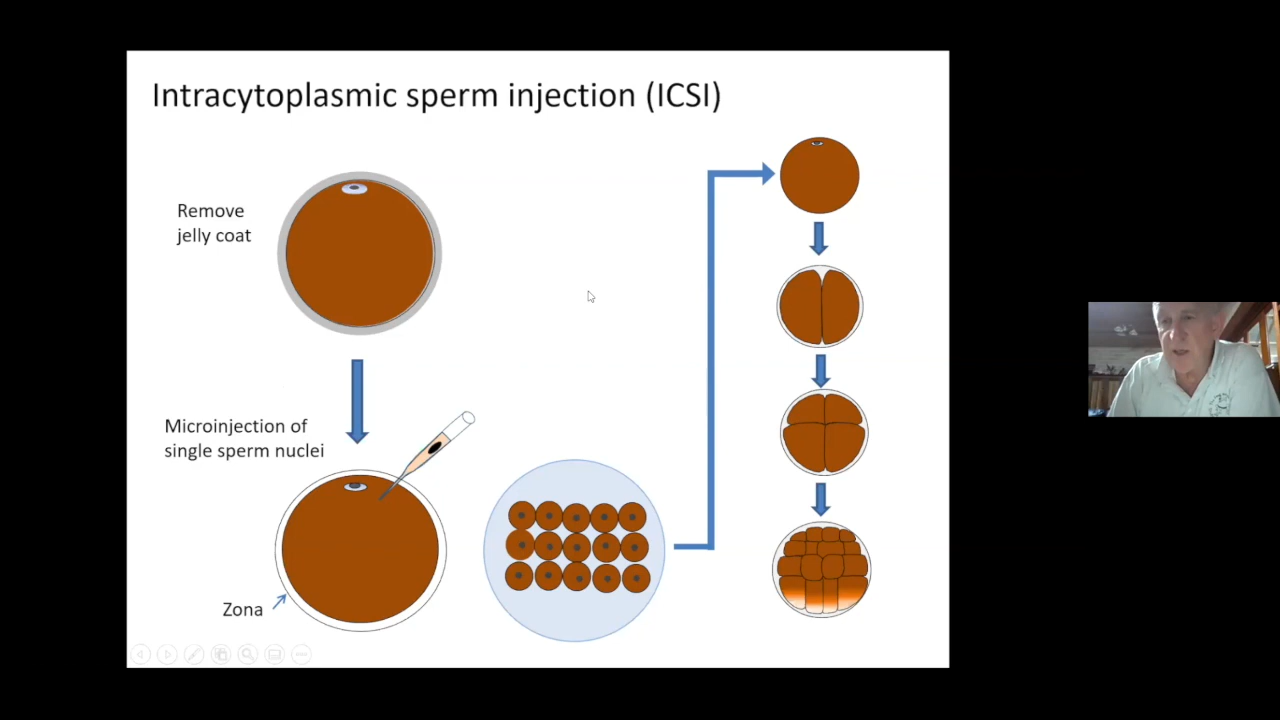 Intracytoplasmic sperm injection (ICSI)
Remove
jelly coat
Microinjection of
single sperm nuclei
Zona